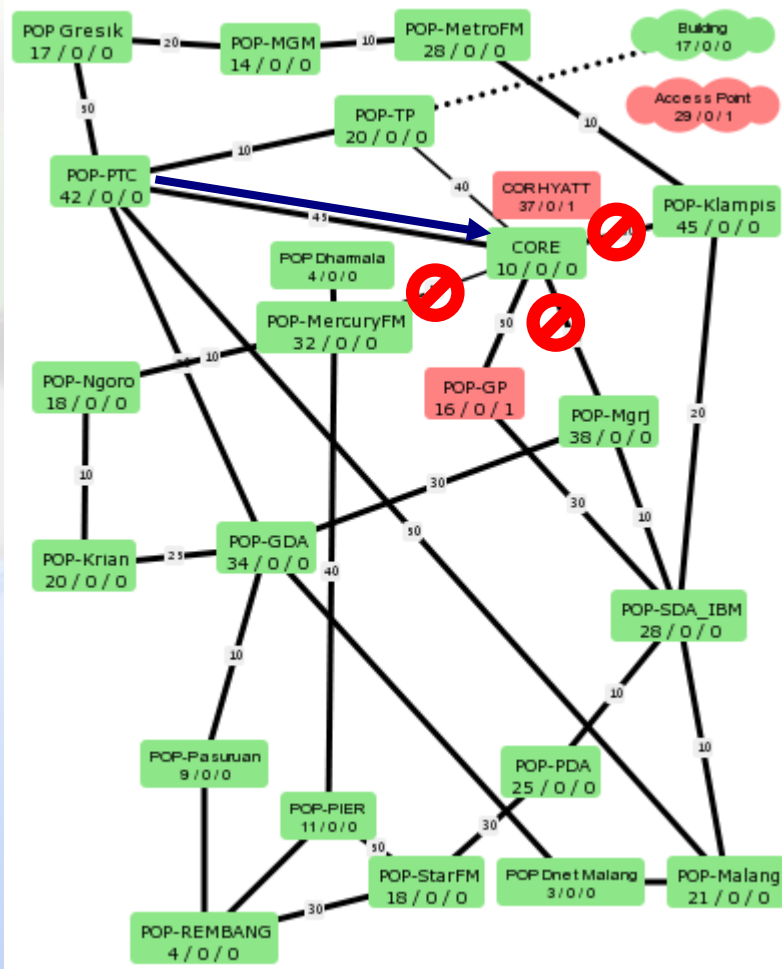 POP Gresik
17 / 0 / 0
20
POP-MGM
14 / 0 / 0
10
POP-MetroFM
28 / 0 / 0
Building
17 / 0 / 0
Access Point
29 / 0 / 1
50
10
POP-TP
20 / 0 / 0
10
40
POP-PTC
42 / 0 / 0
45
CORHYATT
37 / 0 / 1
POP-Klampis
45 / 0 / 0
CORE
10 / 0 / 0
POP Dharmala
4 / 0 / 0
POP-MercuryFM
32 / 0 / 0
50
10
POP-Ngoro
18 / 0 / 0
POP-GP
16 / 0 / 1
POP-Mgrj
38 / 0 / 0
20
10
30
30
10
50
POP-GDA
34 / 0 / 0
25
POP-Krian
20 / 0 / 0
40
POP-SDA_IBM
28 / 0 / 0
10
10
10
POP-Pasuruan
9 / 0 / 0
POP-PDA
25 / 0 / 0
POP-PIER
11 / 0 / 0
30
50
POP-StarFM
18 / 0 / 0
POP Dnet Malang
3 / 0 / 0
POP-Malang
21 / 0 / 0
30
POP-REMBANG
4 / 0 / 0